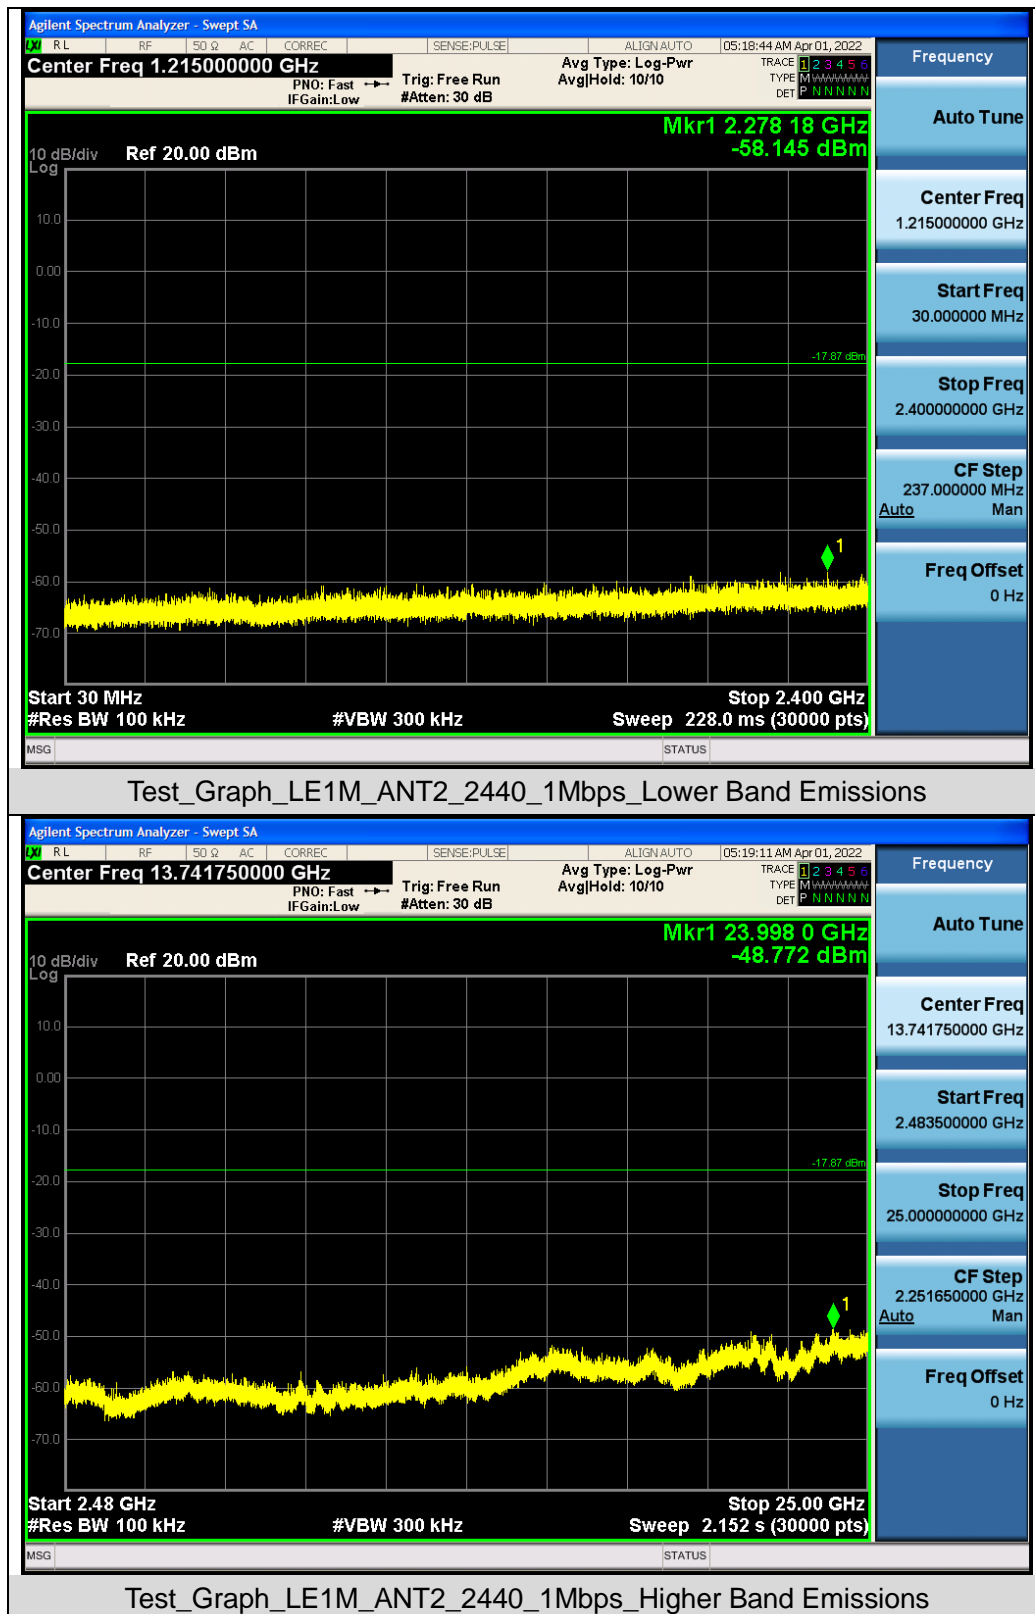 Agilent Spectrum Analyzer - Swept SA
LXI RL RF 50 Ω AC CORREC SENSE:PULSE ALIGN AUTO 05:18:44 AM Apr 01, 2022
Center Freq 1.215000000 GHz
PNO: Fast
IFGain:Low
Trig: Free Run
#Atten: 30 dB
Avg Type: Log-Pwr
Avg|Hold: 10/10
TRACE 1 2 3 4 5 6
TYPE M WWWWW
DET P N N N N N
Mkr1 2.278 18 GHz
-58.145 dBm
10 dB/div Ref 20.00 dBm
Log
10.0
0.00
-10.0
-17.87 dBm
-20.0
-30.0
-40.0
-50.0
1
-60.0
-70.0
Start 30 MHz Stop 2.400 GHz
#Res BW 100 kHz #VBW 300 kHz Sweep 228.0 ms (30000 pts)
MSG STATUS
Frequency
Auto Tune
Center Freq
1.215000000 GHz
Start Freq
30.000000 MHz
Stop Freq
2.400000000 GHz
CF Step
237.000000 MHz
Auto Man
Freq Offset
0 Hz
Test_Graph_LE1M_ANT2_2440_1Mbps_Lower Band Emissions
Agilent Spectrum Analyzer - Swept SA
LXI RL RF 50 Ω AC CORREC SENSE:PULSE ALIGN AUTO 05:19:11 AM Apr 01, 2022
Center Freq 13.741750000 GHz
PNO: Fast
IFGain:Low
Trig: Free Run
#Atten: 30 dB
Avg Type: Log-Pwr
Avg|Hold: 10/10
TRACE 1 2 3 4 5 6
TYPE M WWWWW
DET P N N N N N
Mkr1 23.998 0 GHz
-48.772 dBm
10 dB/div Ref 20.00 dBm
Log
10.0
0.00
-10.0
-17.87 dBm
-20.0
-30.0
-40.0
1
-50.0
-60.0
-70.0
Start 2.48 GHz Stop 25.00 GHz
#Res BW 100 kHz #VBW 300 kHz Sweep 2.152 s (30000 pts)
MSG STATUS
Frequency
Auto Tune
Center Freq
13.741750000 GHz
Start Freq
2.483500000 GHz
Stop Freq
25.000000000 GHz
CF Step
2.251650000 GHz
Auto Man
Freq Offset
0 Hz
Test_Graph_LE1M_ANT2_2440_1Mbps_Higher Band Emissions